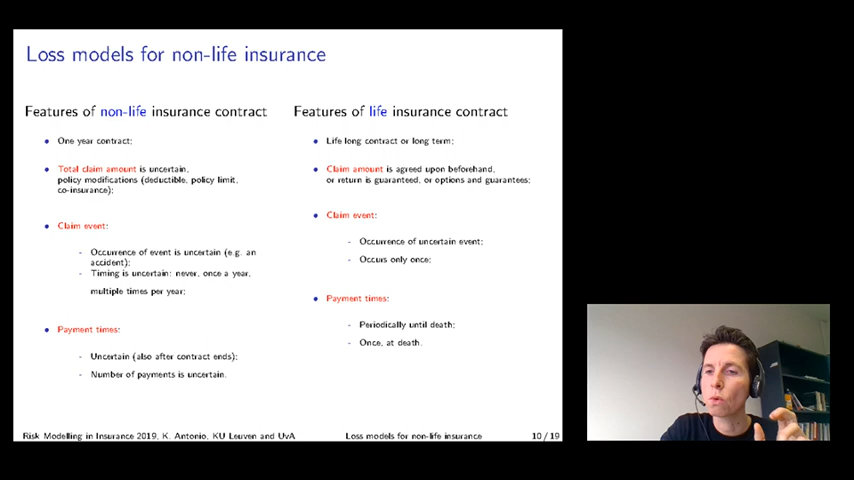 Loss models for non-life insurance
Features of non-life insurance contract
• One year contract;
• Total claim amount is uncertain,
policy modifications (deductible, policy limit,
co-insurance);
• Claim event:
- Occurrence of event is uncertain (e.g. an
accident);
- Timing is uncertain: never, once a year,
multiple times per year;
• Payment times:
- Uncertain (also after contract ends);
- Number of payments is uncertain.
Features of life insurance contract
• Life long contract or long term;
• Claim amount is agreed upon beforehand,
or return is guaranteed, or options and guarantees;
• Claim event:
- Occurrence of uncertain event;
- Occurs only once;
• Payment times:
- Periodically until death;
- Once, at death.
Risk Modelling in Insurance 2019, K. Antonio, KU Leuven and UvA
Loss models for non-life insurance
10 / 19